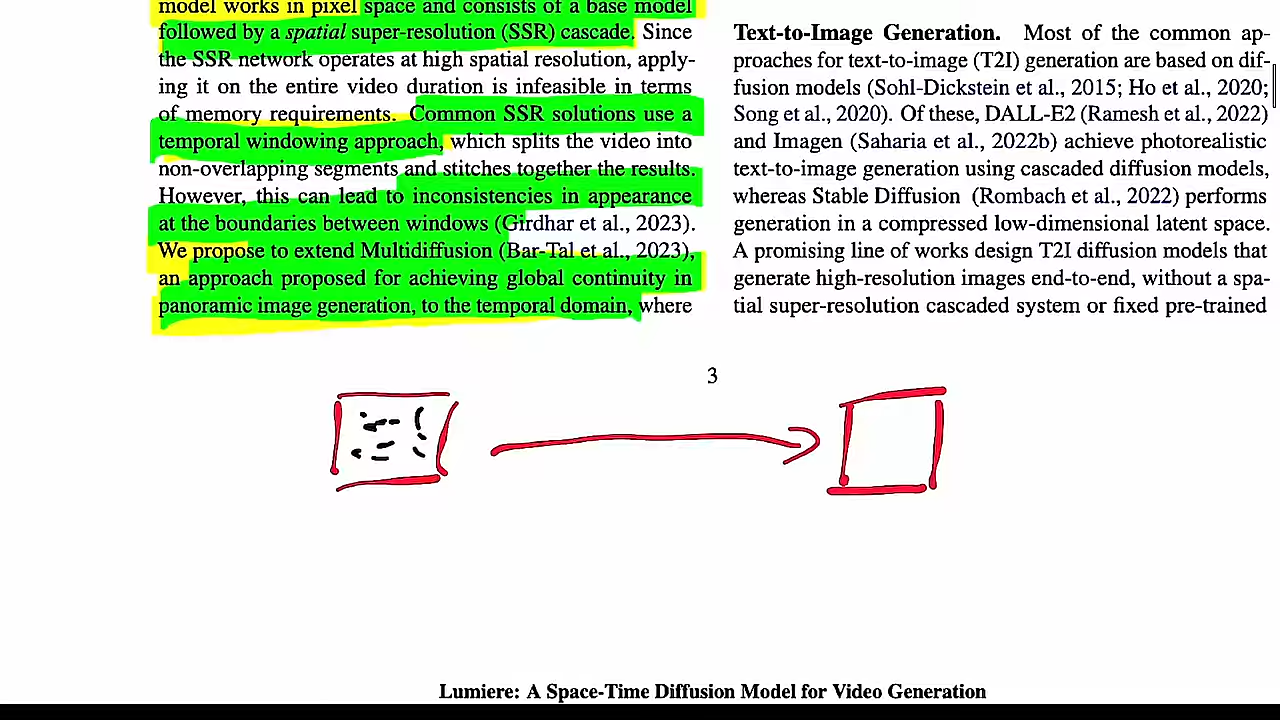 model works in pixel space and consists of a base model
followed by a spatial super-resolution (SSR) cascade. Since
the SSR network operates at high spatial resolution, apply-
ing it on the entire video duration is infeasible in terms
of memory requirements. Common SSR solutions use a
temporal windowing approach, which splits the video into
non-overlapping segments and stitches together the results.
However, this can lead to inconsistencies in appearance
at the boundaries between windows (Girdhar et al., 2023).
We propose to extend Multidiffusion (Bar-Tal et al., 2023),
an approach proposed for achieving global continuity in
panoramic image generation, to the temporal domain, where
Text-to-Image Generation. Most of the common ap-
proaches for text-to-image (T2I) generation are based on dif-
fusion models (Sohl-Dickstein et al., 2015; Ho et al., 2020;
Song et al., 2020). Of these, DALL-E2 (Ramesh et al., 2022)
and Imagen (Saharia et al., 2022b) achieve photorealistic
text-to-image generation using cascaded diffusion models,
whereas Stable Diffusion (Rombach et al., 2022) performs
generation in a compressed low-dimensional latent space.
A promising line of works design T2I diffusion models that
generate high-resolution images end-to-end, without a spa-
tial super-resolution cascaded system or fixed pre-trained
3
Lumiere: A Space-Time Diffusion Model for Video Generation